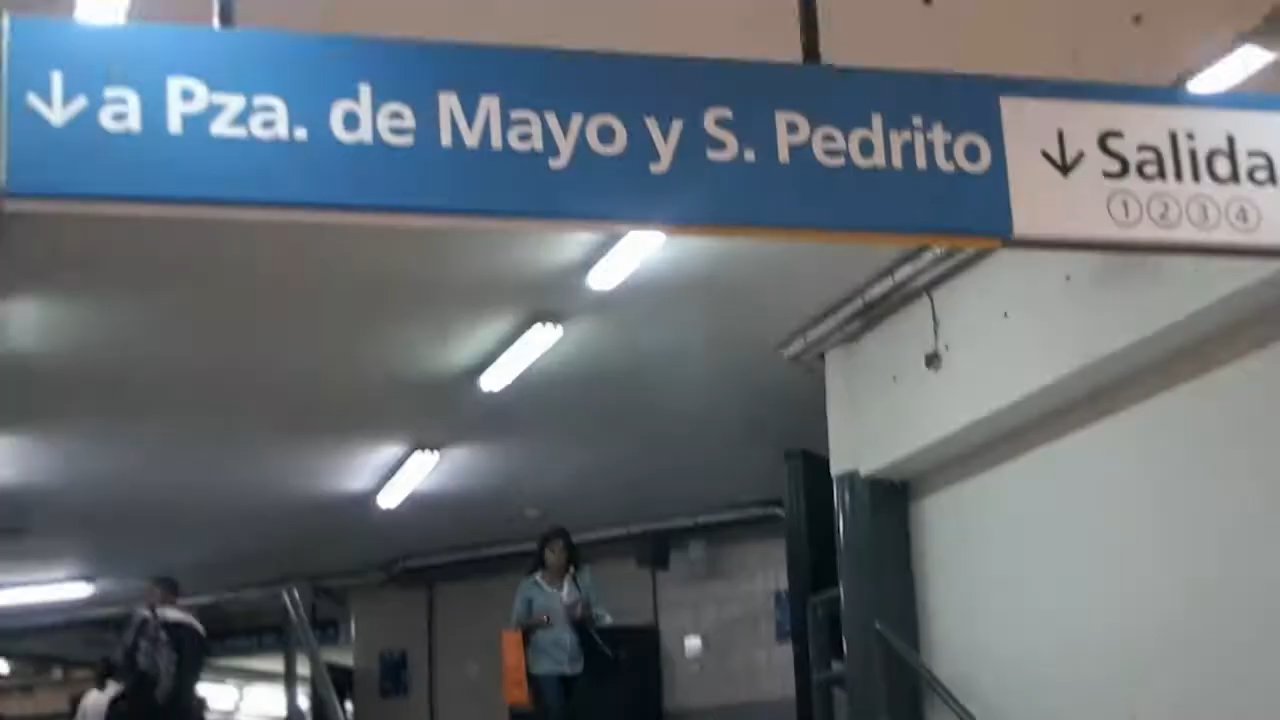 ↓ a Pza. de Mayo y S. Pedrito
↓ Salida
① ② ③ ④